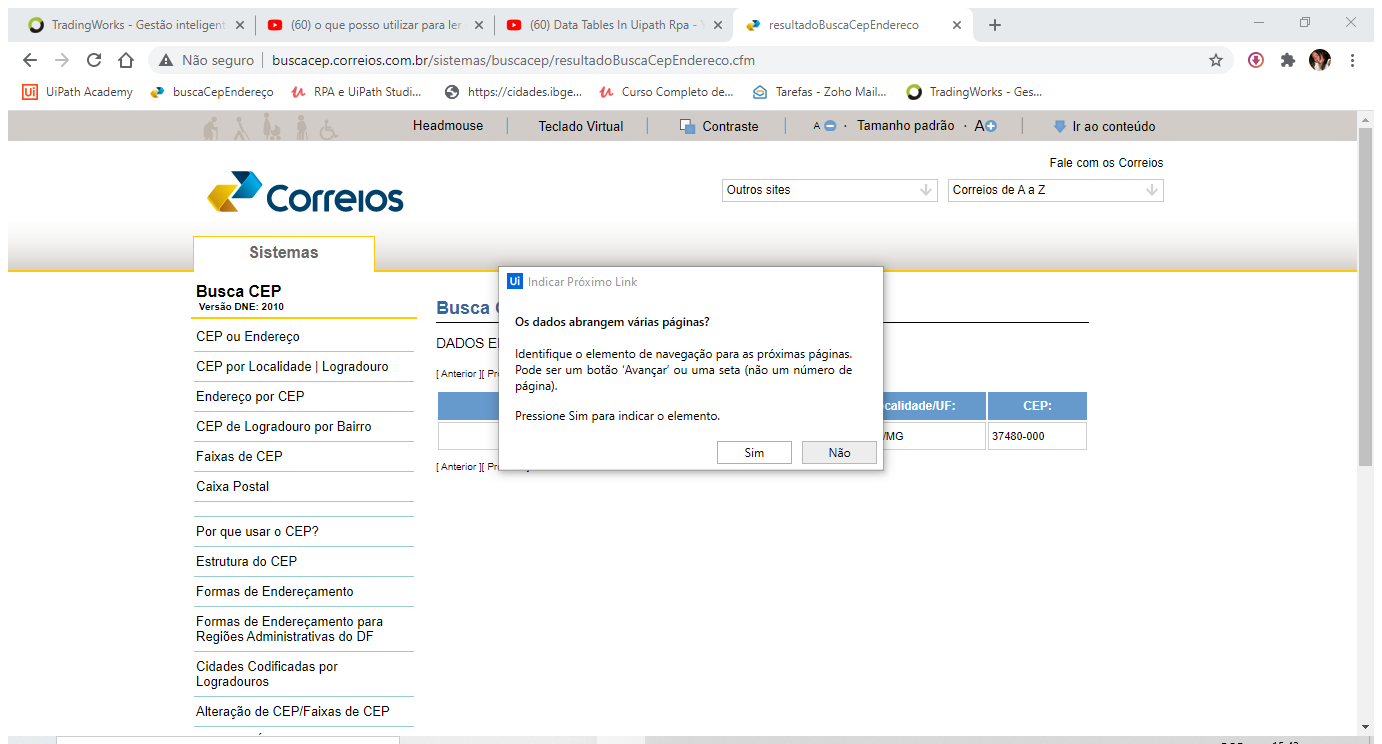 TradingWorks - Gestão inteligent
(60) o que posso utilizar para ler
(60) Data Tables In Uipath Rpa -
resultadoBuscaCepEndereco
Não seguro
buscacep.correios.com.br/sistemas/buscacep/resultadoBuscaCepEndereco.cfm
Ui UiPath Academy
buscaCepEndereço
RPA e UiPath Studi...
https://cidades.ibge...
Curso Completo de...
Tarefas - Zoho Mail...
TradingWorks - Ges...
Headmouse
Teclado Virtual
Contraste
A · Tamanho padrão · A
Ir ao conteúdo
Fale com os Correios
Correios
Outros sites
Correios de A a Z
Sistemas
Busca CEP
Versão DNE: 2010
CEP ou Endereço
CEP por Localidade | Logradouro
Endereço por CEP
CEP de Logradouro por Bairro
Faixas de CEP
Caixa Postal
Por que usar o CEP?
Estrutura do CEP
Formas de Endereçamento
Formas de Endereçamento para
Regiões Administrativas do DF
Cidades Codificadas por
Logradouros
Alteração de CEP/Faixas de CEP
Busca
DADOS E
[ Anterior ][ Pr
calidade/UF:
CEP:
/MG
37480-000
[ Anterior ][ Pr
Ui Indicar Próximo Link
Os dados abrangem várias páginas?
Identifique o elemento de navegação para as próximas páginas.
Pode ser um botão ‘Avançar’ ou uma seta (não um número de
página).
Pressione Sim para indicar o elemento.
Sim
Não